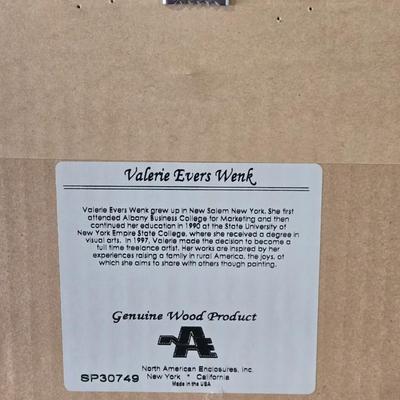 Valerie Evers Wenk
Valerie Evers Wenk grew up in New Salem New York. She first
attended Albany Business College for Marketing and then
continued her education in 1990 at the State University of
New York Empire State College, where she received a degree in
visual arts. In 1997, Valerie made the decision to become a
full time freelance artist. Her works are inspired by her
experiences raising a family in rural America, the joys, of
which she aims to share with others though painting.
Genuine Wood Product
NAE
North American Enclosures, Inc.
SP30749 New York * California
Made in the USA